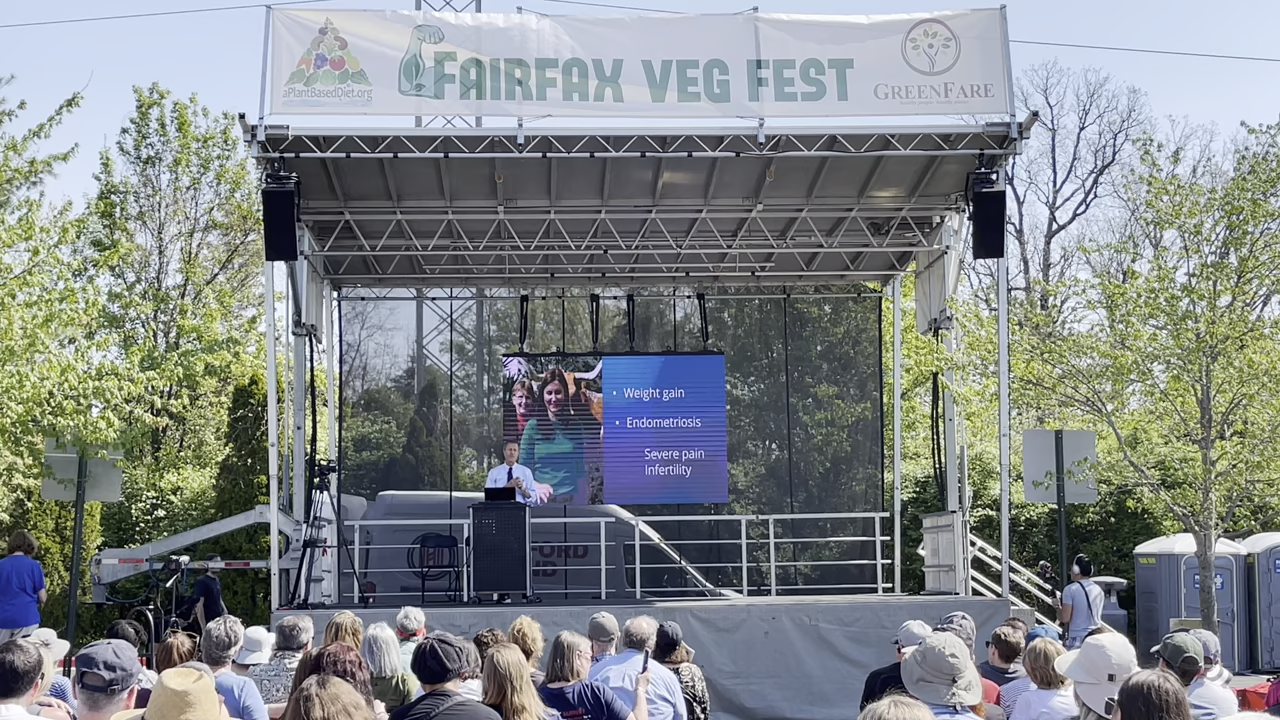 aPlantBasedDiet.org
FAIRFAX VEG FEST
GREENFARE
• Weight gain
• Endometriosis
Severe pain
Infertility